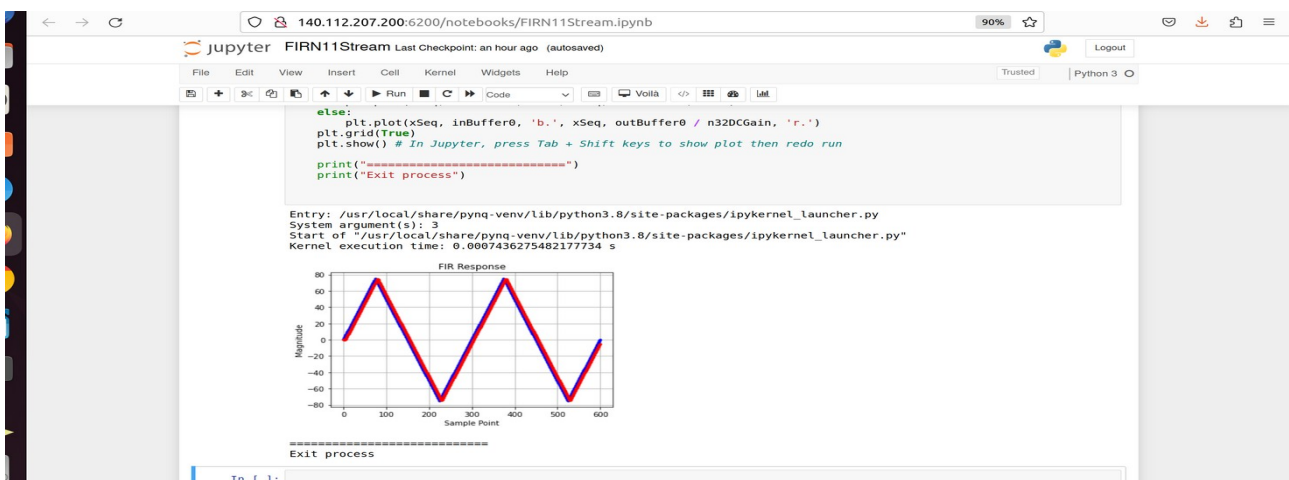 140.112.207.200:6200/notebooks/FIRN11Stream.ipynb
90%
Jupyter FIRN11Stream Last Checkpoint: an hour ago (autosaved)
Logout
File Edit View Insert Cell Kernel Widgets Help
Trusted
Python 3
Run
Code
Voilà
else:
plt.plot(xSeq, inBuffer0, 'b.', xSeq, outBuffer0 / n32DCGain, 'r.')
plt.grid(True)
plt.show() # In Jupyter, press Tab + Shift keys to show plot then redo run
print("============================")
print("Exit process")
Entry: /usr/local/share/pynq-venv/lib/python3.8/site-packages/ipykernel_launcher.py
System argument(s): 3
Start of "/usr/local/share/pynq-venv/lib/python3.8/site-packages/ipykernel_launcher.py"
Kernel execution time: 0.0007436275482177734 s
FIR Response
80
60
40
20
0
−20
−40
−60
−80
Magnitude
0 100 200 300 400 500 600
Sample Point
============================
Exit process
In [ ]: